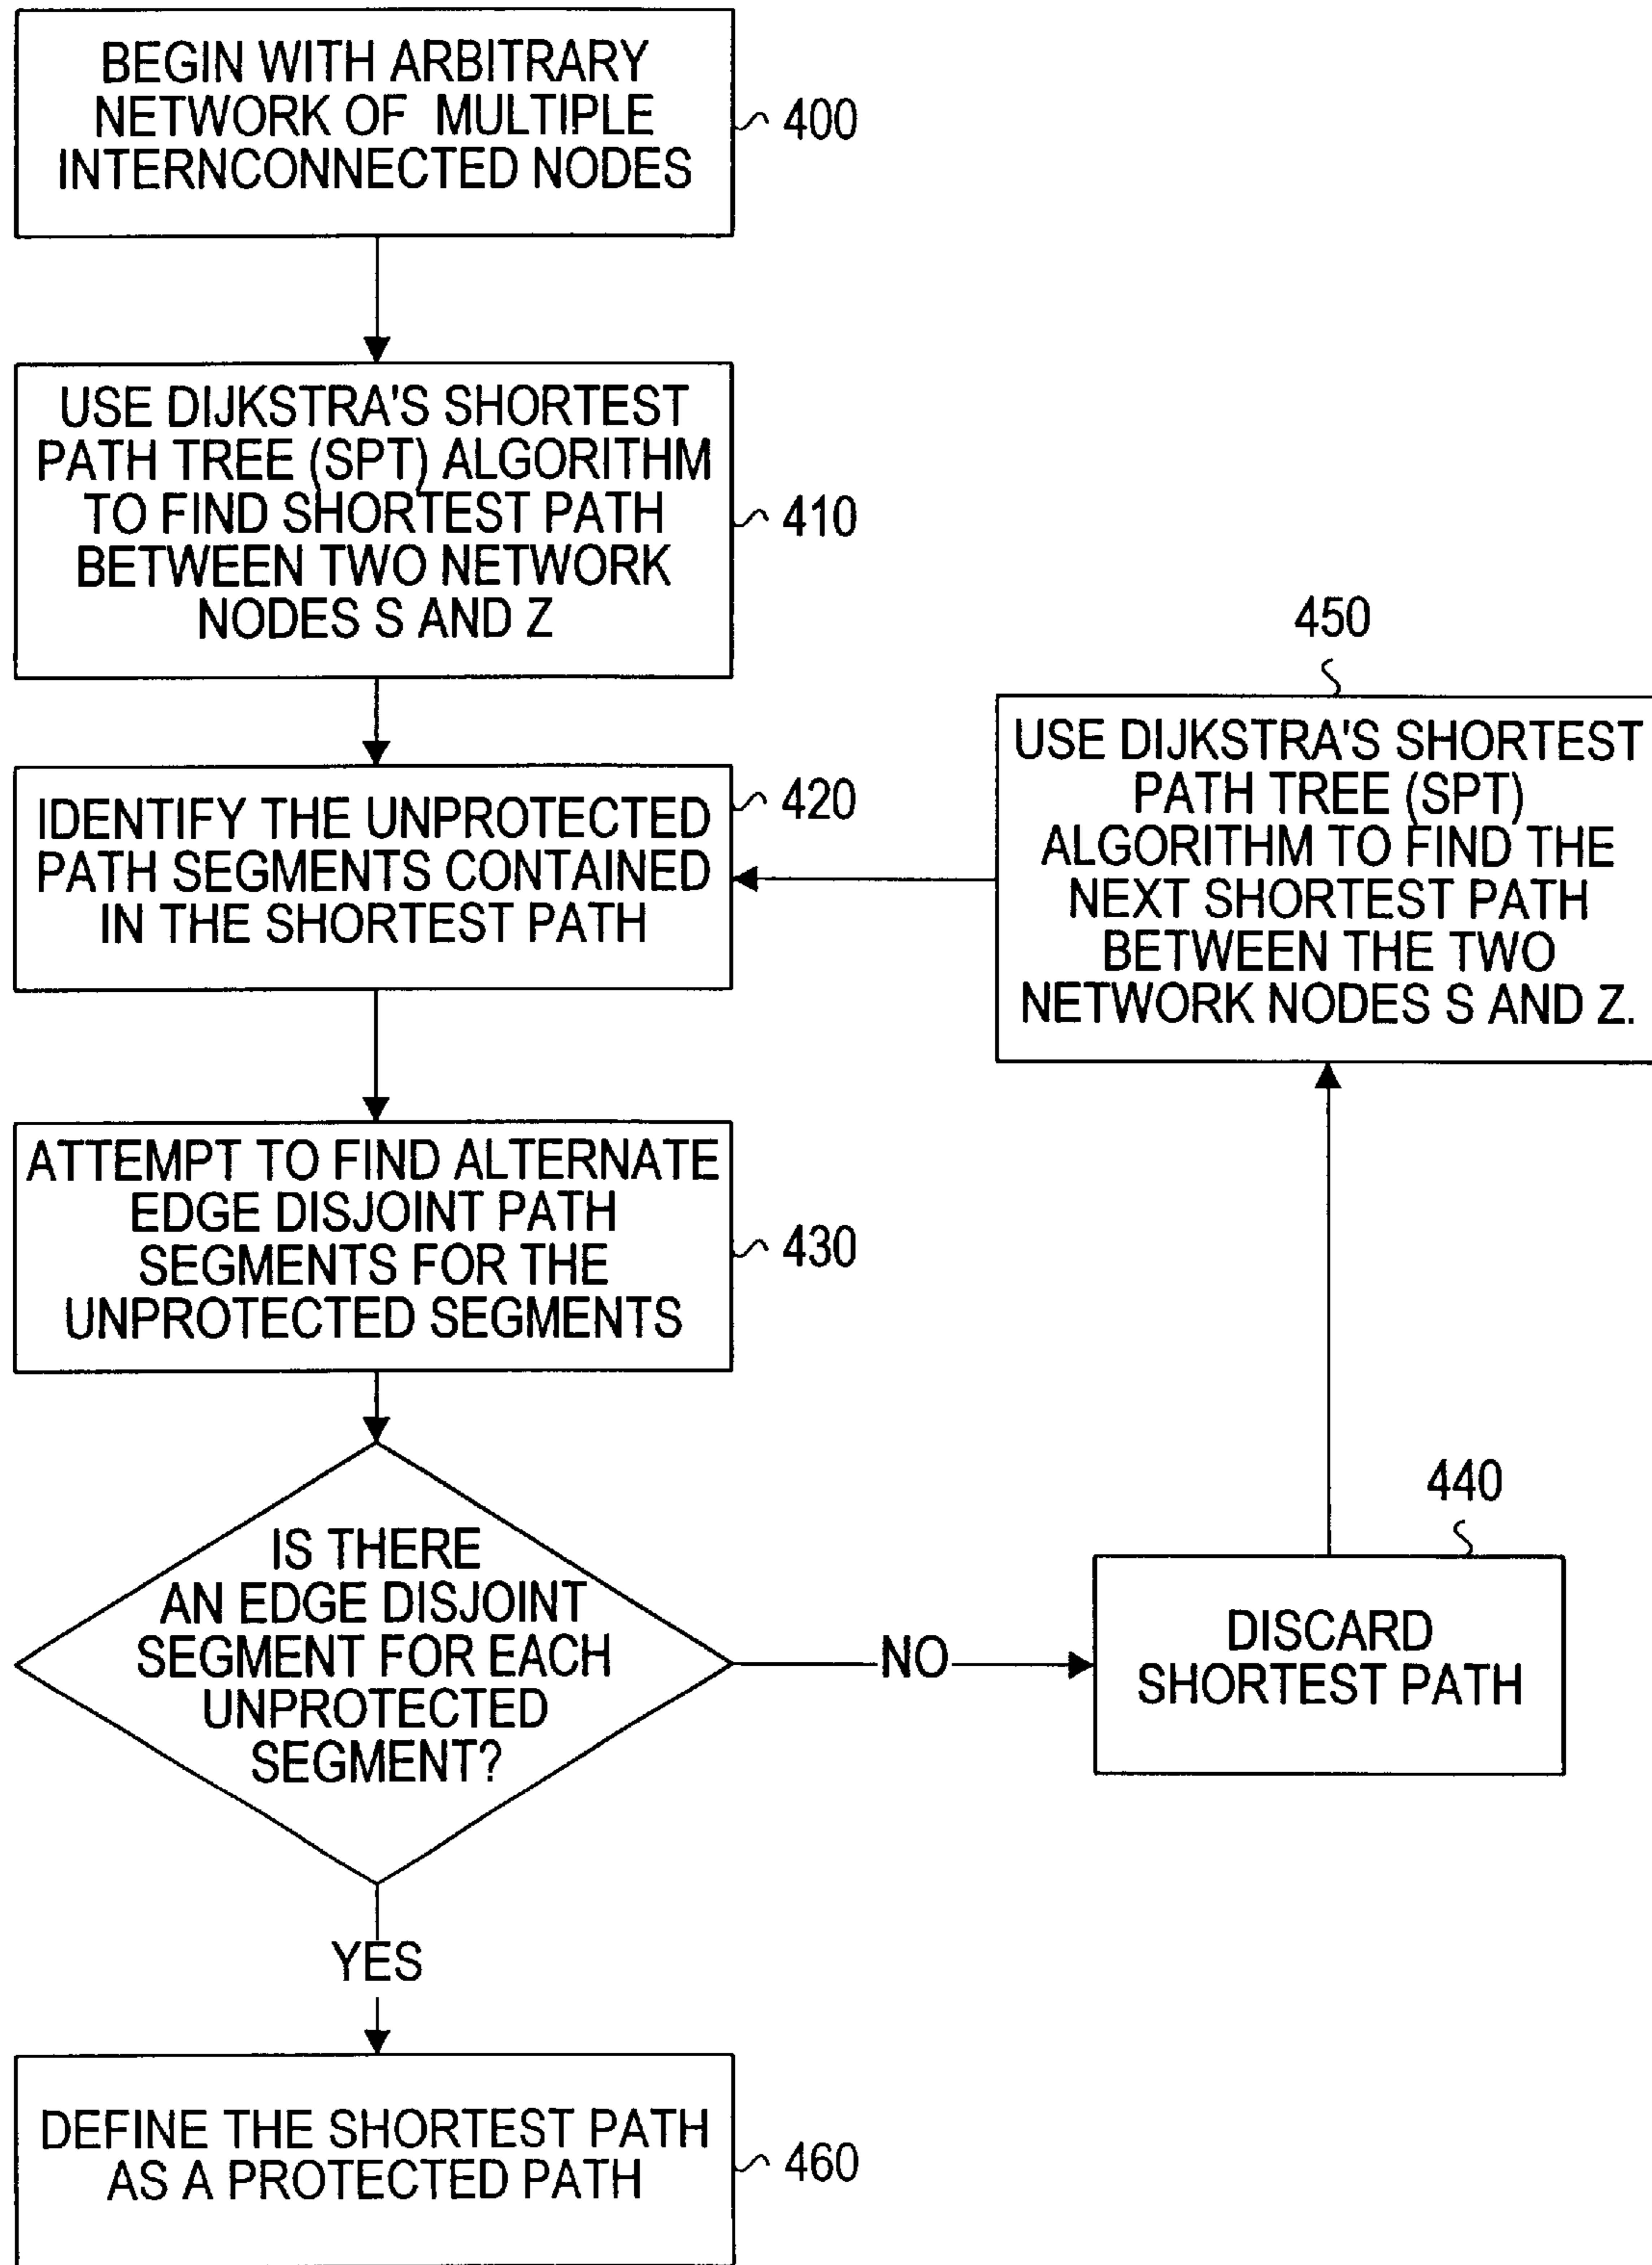 BEGIN WITH ARBITRARY
NETWORK OF MULTIPLE
INTERNCONNECTED NODES
400
USE DIJKSTRA'S SHORTEST
PATH TREE (SPT) ALGORITHM
TO FIND SHORTEST PATH
BETWEEN TWO NETWORK
NODES S AND Z
410
IDENTIFY THE UNPROTECTED
PATH SEGMENTS CONTAINED
IN THE SHORTEST PATH
420
450
USE DIJKSTRA'S SHORTEST
PATH TREE (SPT)
ALGORITHM TO FIND THE
NEXT SHORTEST PATH
BETWEEN THE TWO
NETWORK NODES S AND Z.
ATTEMPT TO FIND ALTERNATE
EDGE DISJOINT PATH
SEGMENTS FOR THE
UNPROTECTED SEGMENTS
430
IS THERE
AN EDGE DISJOINT
SEGMENT FOR EACH
UNPROTECTED
SEGMENT?
NO
440
DISCARD
SHORTEST PATH
YES
DEFINE THE SHORTEST PATH
AS A PROTECTED PATH
460